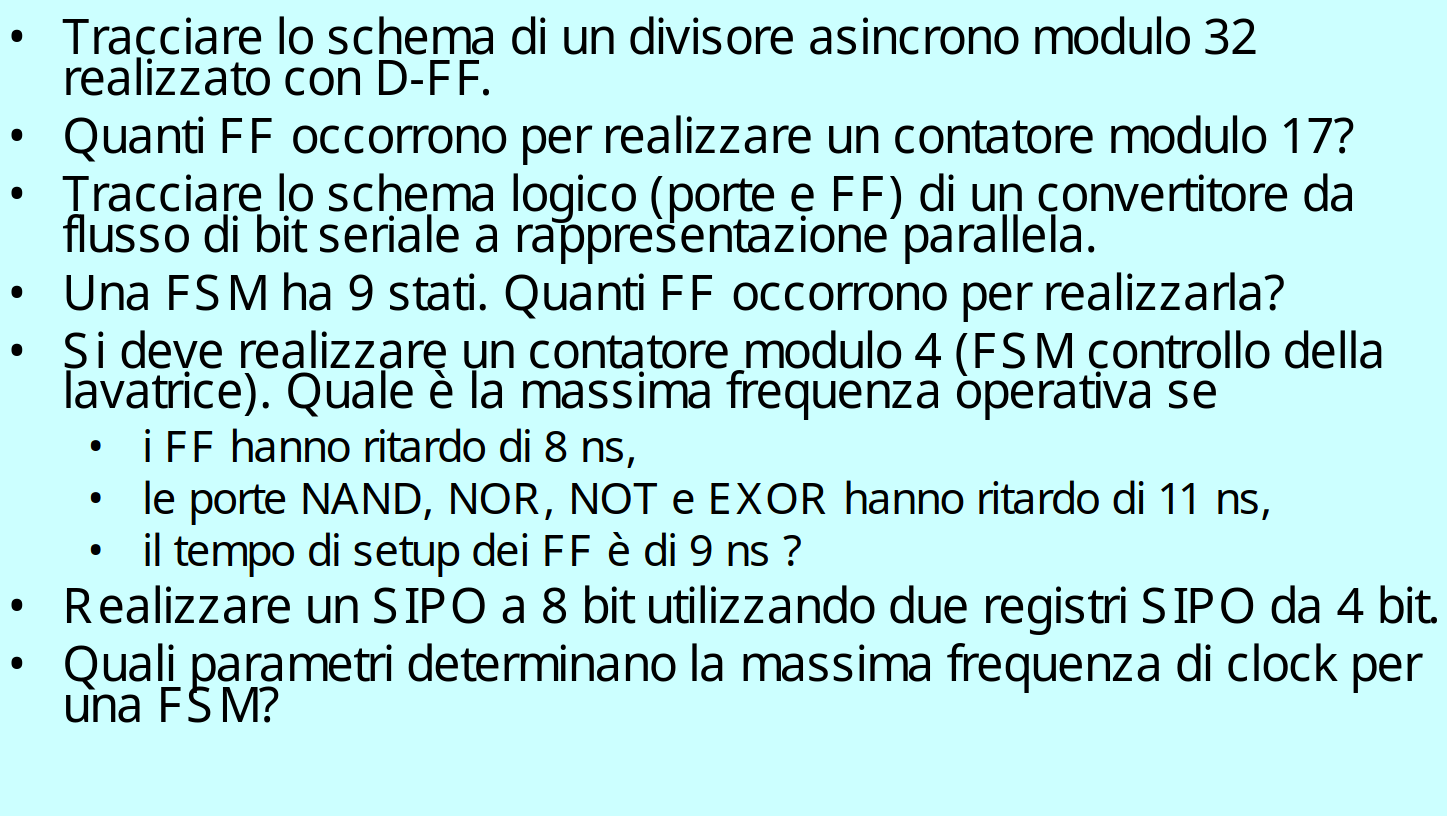 • Tracciare lo schema di un divisore asincrono modulo 32
realizzato con D-FF.
• Quanti FF occorrono per realizzare un contatore modulo 17?
• Tracciare lo schema logico (porte e FF) di un convertitore da
flusso di bit seriale a rappresentazione parallela.
• Una FSM ha 9 stati. Quanti FF occorrono per realizzarla?
• Si deve realizzare un contatore modulo 4 (FSM controllo della
lavatrice). Quale è la massima frequenza operativa se
• i FF hanno ritardo di 8 ns,
• le porte NAND, NOR, NOT e EXOR hanno ritardo di 11 ns,
• il tempo di setup dei FF è di 9 ns ?
• Realizzare un SIPO a 8 bit utilizzando due registri SIPO da 4 bit.
• Quali parametri determinano la massima frequenza di clock per
una FSM?